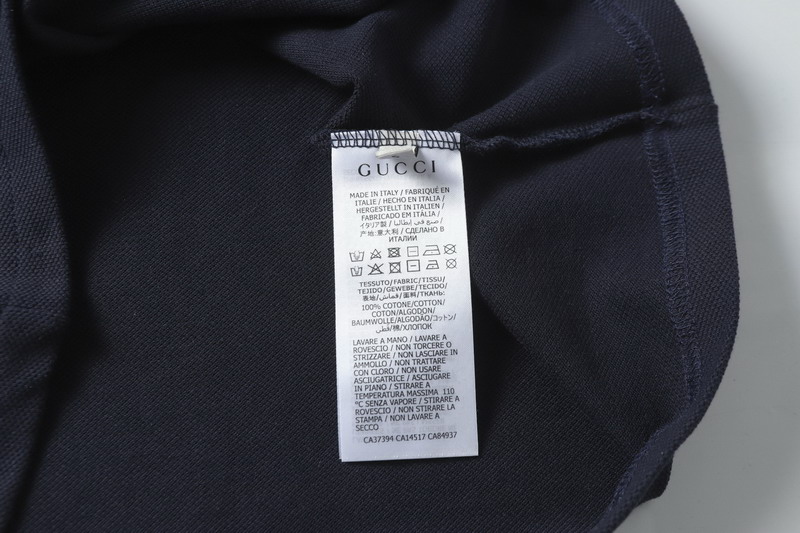 GUCCI
MADE IN ITALY / FABRIQUÉ EN
ITALIE / HECHO EN ITALIA /
HERGESTELLT IN ITALIEN /
FABRICADO EM ITÁLIA /
イタリア製 / صنع في إيطاليا /
产地:意大利 / СДЕЛАНО В
ИТАЛИИ
TESSUTO/FABRIC/TISSU/
TEJIDO/GEWEBE/TECIDO/
表地/قماش/面料/ТКАНЬ:
100% COTONE/COTTON/
COTON/ALGODON/
BAUMWOLLE/ALGODÃO/コットン/
قطن/棉/ХЛОПОК
LAVARE A MANO / LAVARE A
ROVESCIO / NON TORCERE O
STRIZZARE / NON LASCIARE IN
AMMOLLO / NON TRATTARE
CON CLORO / NON USARE
ASCIUGATRICE / ASCIUGARE
IN PIANO / STIRARE A
TEMPERATURA MASSIMA 110
°C SENZA VAPORE / STIRARE A
ROVESCIO / NON STIRARE LA
STAMPA / NON LAVARE A
SECCO
CA37394 CA14517 CA84937